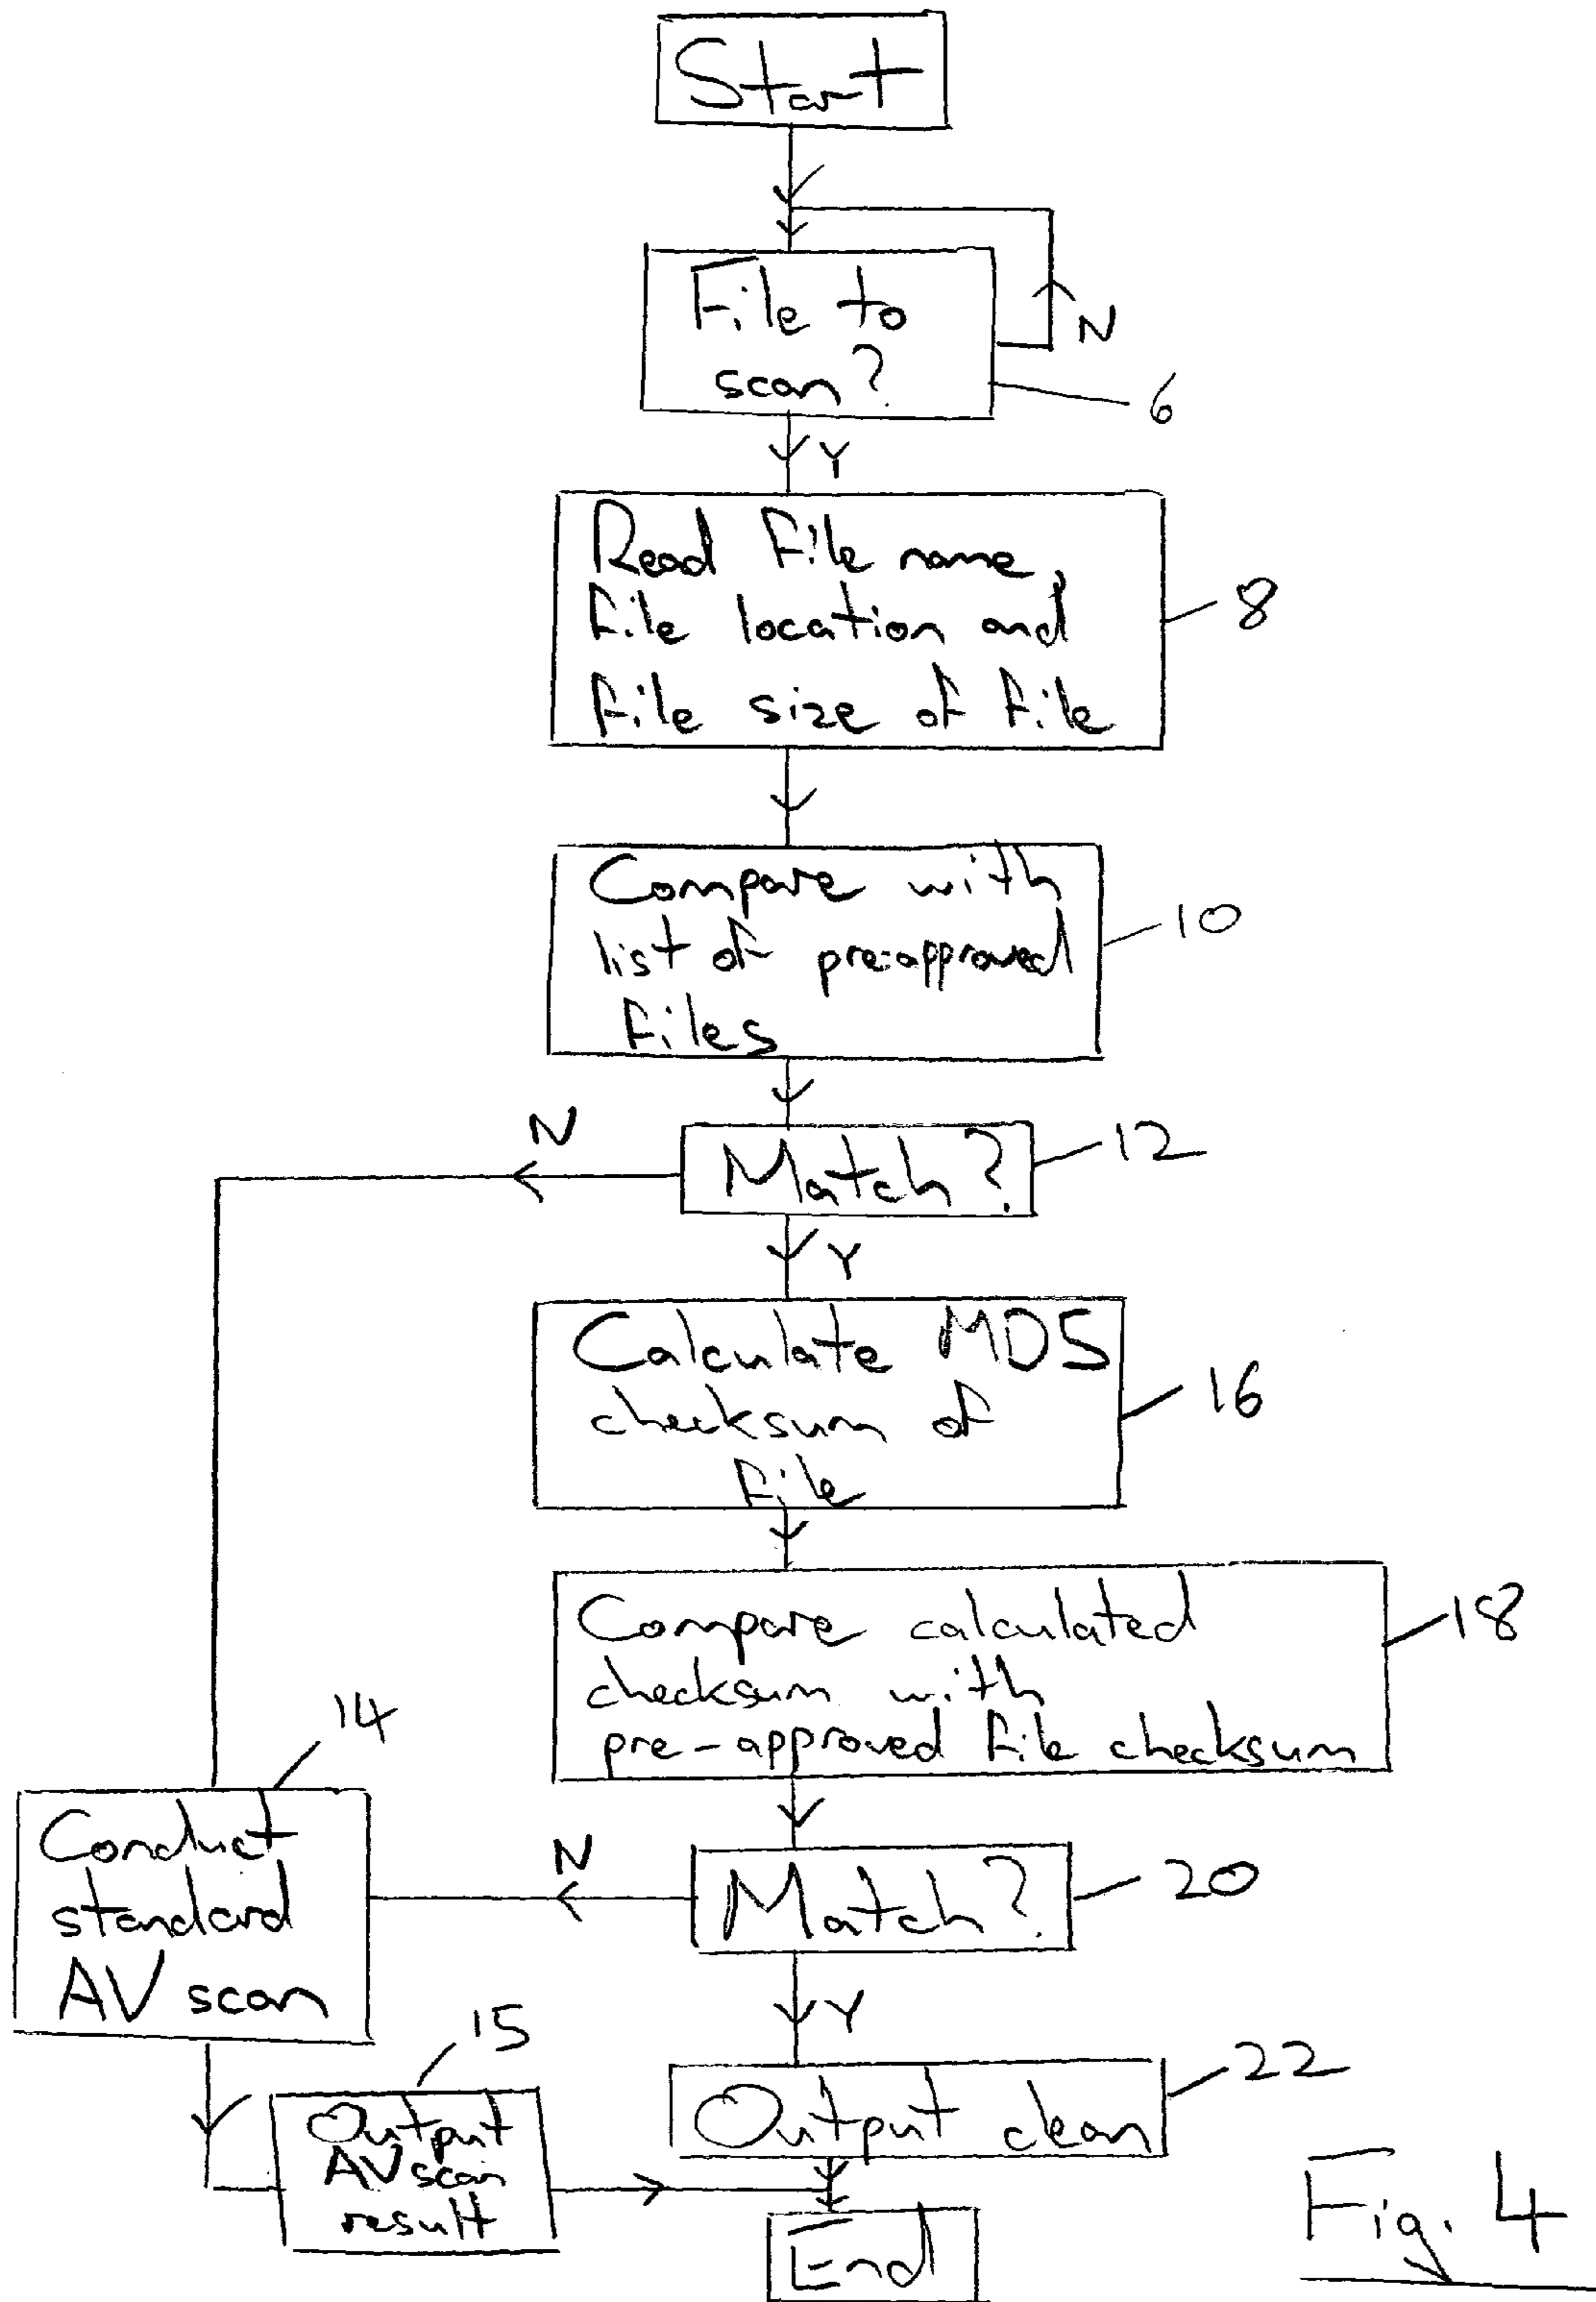 Start
File to
scan?
N
6
Y
Read File name,
File location and
File size of File
8
Compare with
list of pre-approved
Files
10
N
Match?
12
Y
Calculate MD5
checksum of
File
16
Compare calculated
checksum with
pre-approved File checksum
18
14
Conduct
standard
AV scan
N
Match?
20
Y
15
Output
AV scan
result
Output clean
22
End
Fig. 4